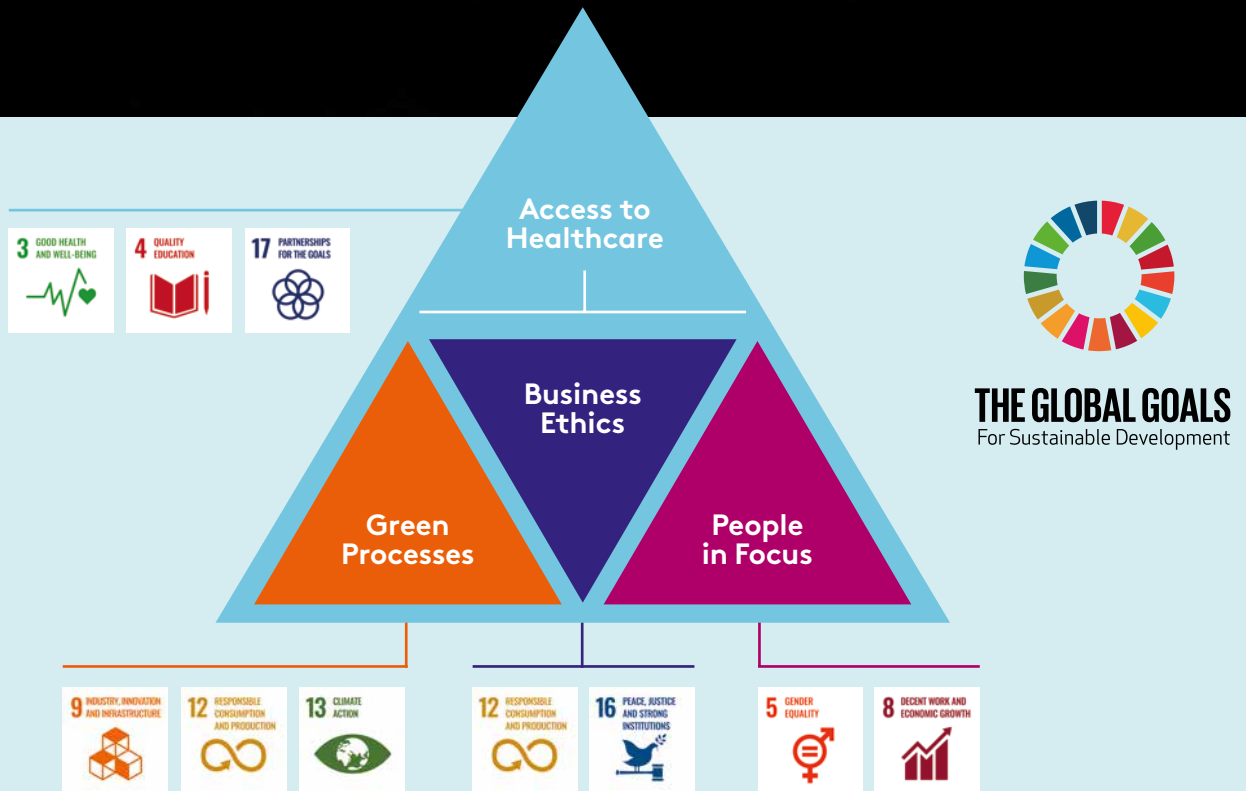 Access to
Healthcare
3 GOOD HEALTH
AND WELL-BEING
4 QUALITY
EDUCATION
17 PARTNERSHIPS
FOR THE GOALS
Business
Ethics
THE GLOBAL GOALS
For Sustainable Development
Green
Processes
People
in Focus
9 INDUSTRY, INNOVATION
AND INFRASTRUCTURE
12 RESPONSIBLE
CONSUMPTION
AND PRODUCTION
13 CLIMATE
ACTION
12 RESPONSIBLE
CONSUMPTION
AND PRODUCTION
16 PEACE, JUSTICE
AND STRONG
INSTITUTIONS
5 GENDER
EQUALITY
8 DECENT WORK AND
ECONOMIC GROWTH